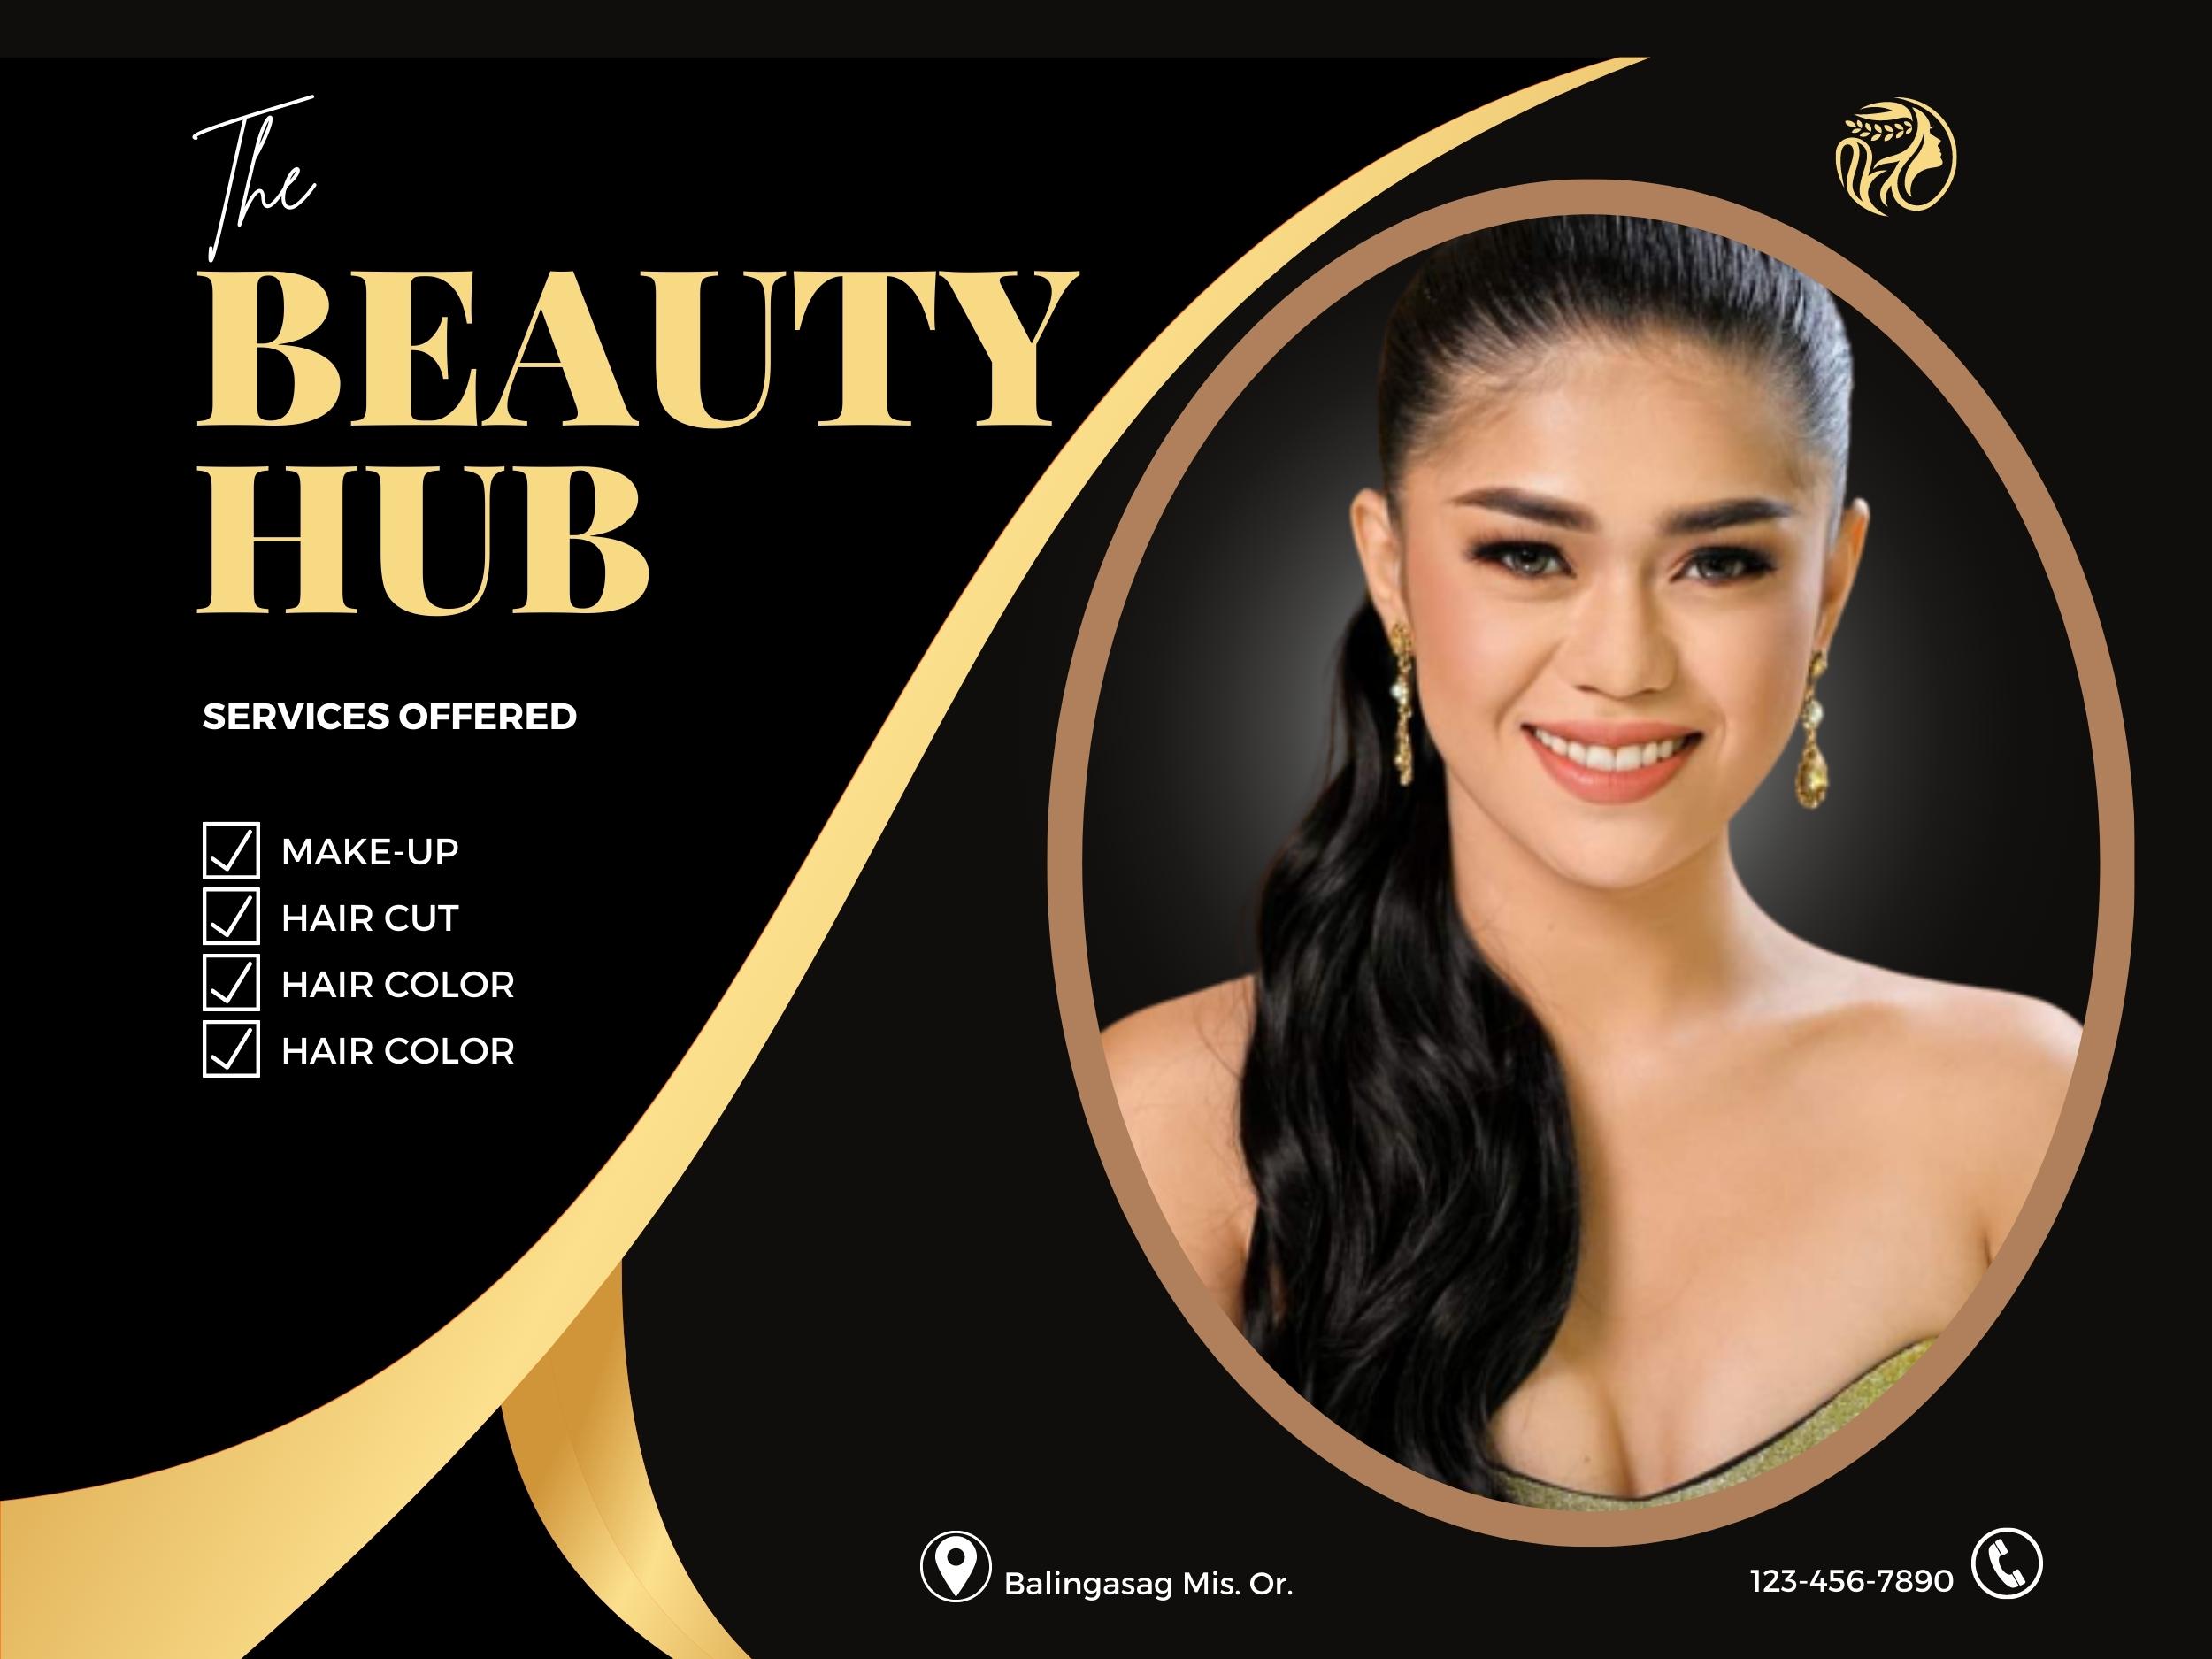 The
BEAUTY
HUB
SERVICES OFFERED
MAKE-UP
HAIR CUT
HAIR COLOR
HAIR COLOR
Balingasag Mis. Or.
123-456-7890